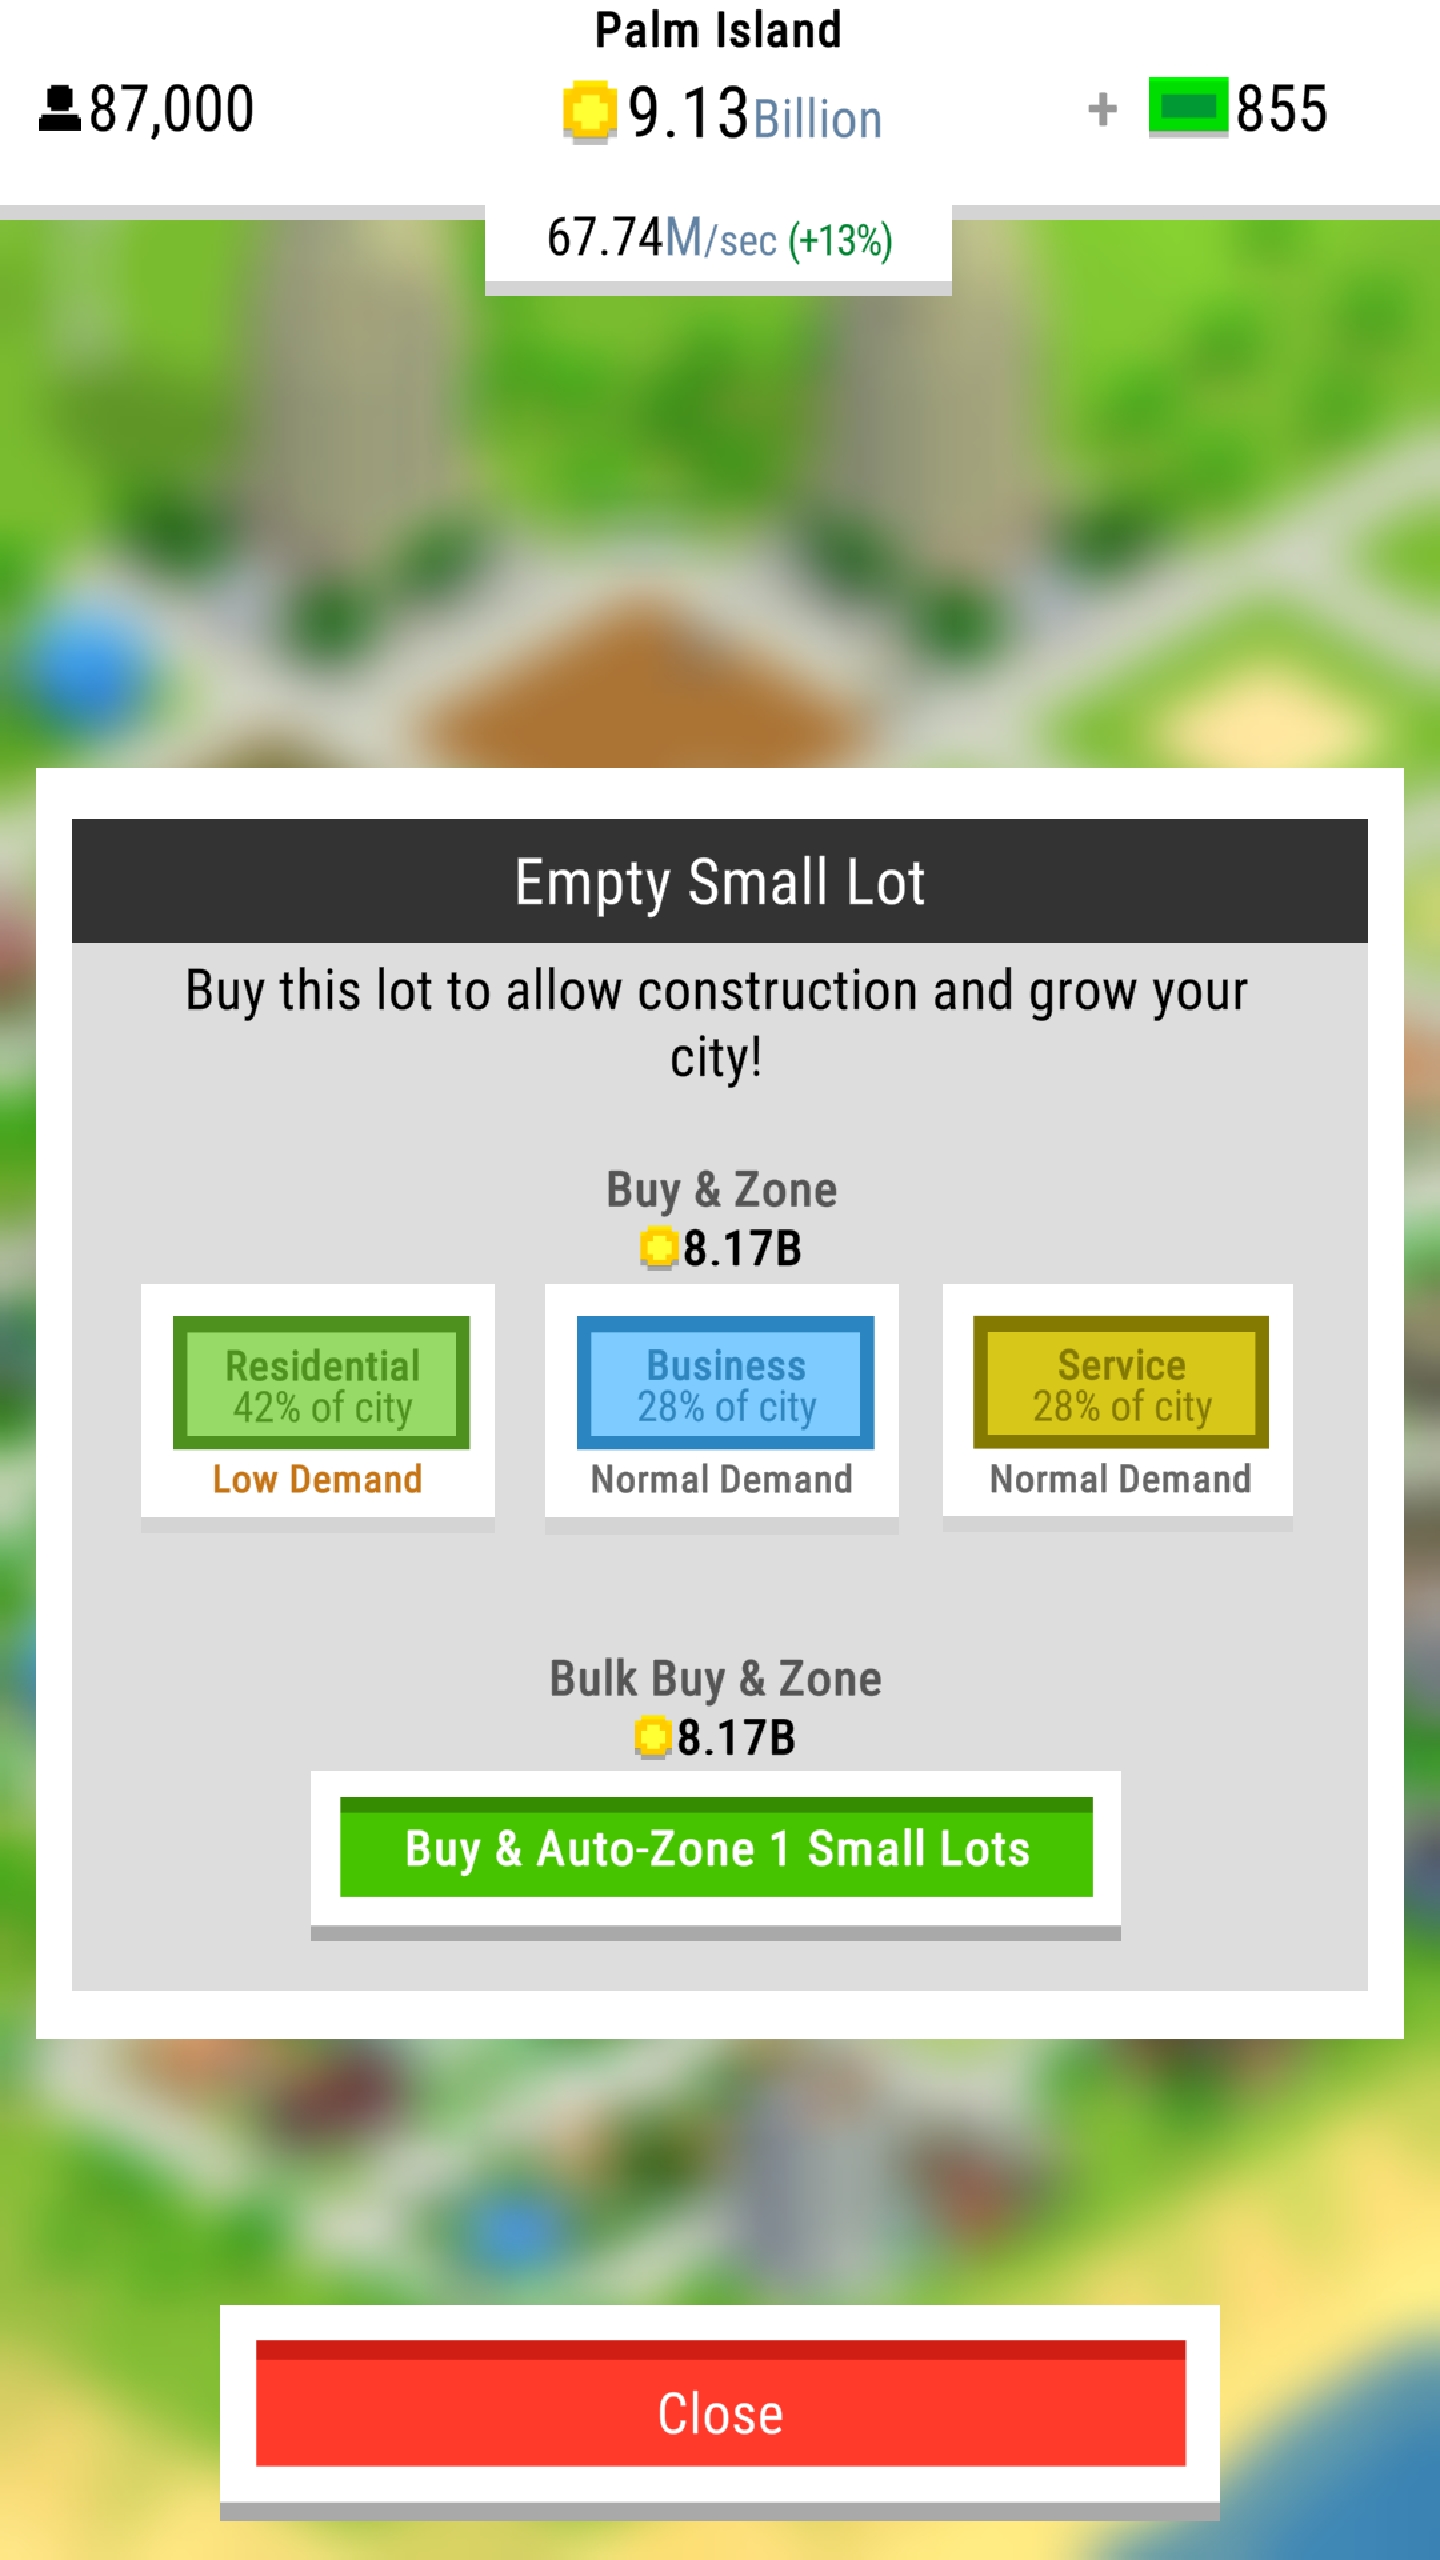 Palm Island
87,000
9.13Billion
+ 855
67.74M/sec (+13%)
Empty Small Lot
Buy this lot to allow construction and grow your
city!
Buy & Zone
8.17B
Residential
42% of city
Low Demand
Business
28% of city
Normal Demand
Service
28% of city
Normal Demand
Bulk Buy & Zone
8.17B
Buy & Auto-Zone 1 Small Lots
Close